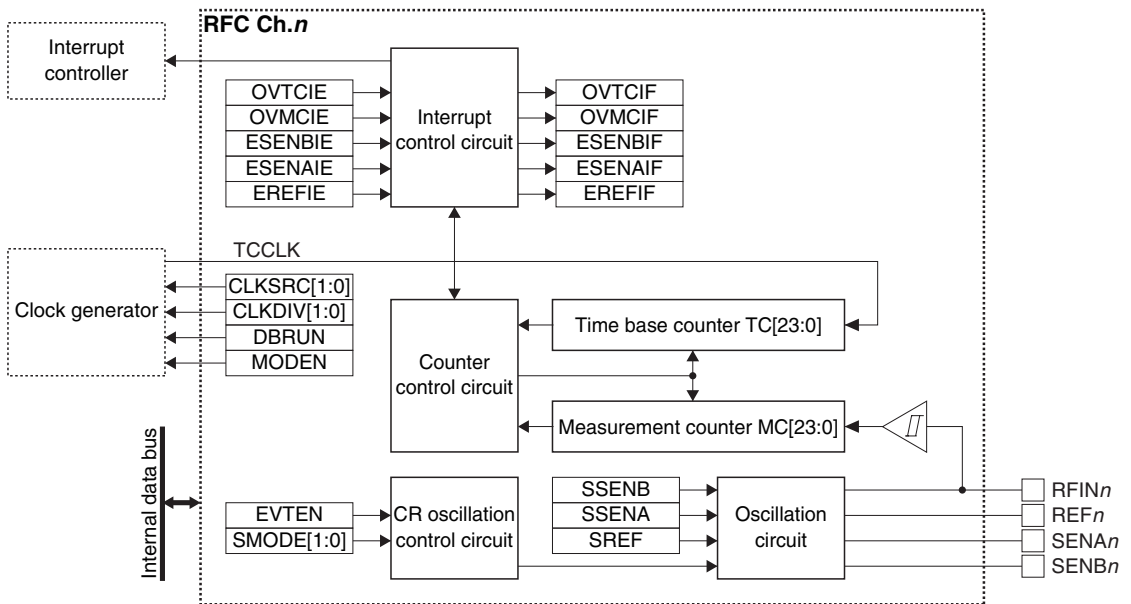 RFC Ch.n
Interrupt
controller
OVTCIE
OVMCIE
ESENBIE
ESENAIE
EREFIE
Interrupt
control circuit
OVTCIF
OVMCIF
ESENBIF
ESENAIF
EREFIF
TCCLK
Clock generator
CLKSRC[1:0]
CLKDIV[1:0]
DBRUN
MODEN
Counter
control circuit
Time base counter TC[23:0]
Measurement counter MC[23:0]
Internal data bus
EVTEN
SMODE[1:0]
CR oscillation
control circuit
SSENB
SSENA
SREF
Oscillation
circuit
RFINn
REFn
SENAn
SENBn